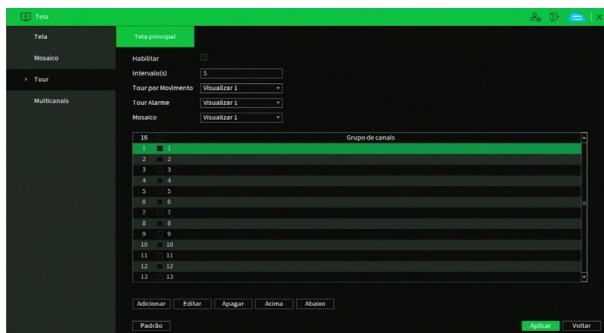 Tela
Tela
Mosaico
> Tour
Multicanais
Tela principal
Habilitar
Intervalo(s) 5
Tour por Movimento Visualizar 1
Tour Alarme Visualizar 1
Mosaico Visualizar 1
16 Grupo de canais
1 1
2 2
3 3
4 4
5 5
6 6
7 7
8 8
9 9
10 10
11 11
12 12
13 13
Adicionar Editar Apagar Acima Abaixo
Padrão Aplicar Voltar